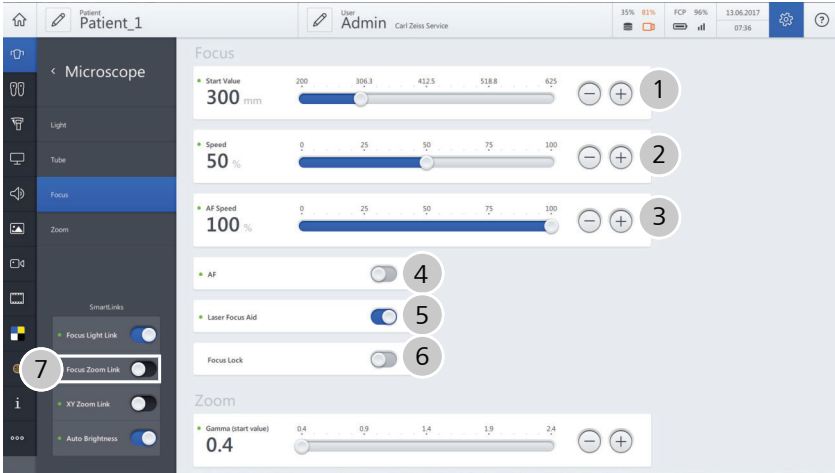 Patient
Patient_1
User
Admin Carl Zeiss Service
35% 81%
FCP 96%
13.06.2017
07:36
?
‹ Microscope
Light
Tube
Focus
Zoom
SmartLinks
Focus Light Link
7
Focus Zoom Link
XY Zoom Link
Auto Brightness
i
Focus
Start Value
300 mm
200 306.3 412.5 518.8 625
− +
1
Speed
50 %
0 25 50 75 100
− +
2
AF Speed
100 %
0 25 50 75 100
− +
3
AF
4
Laser Focus Aid
5
Focus Lock
6
Zoom
Gamma (start value)
0.4
0.4 0.9 1.4 1.9 2.4
− +